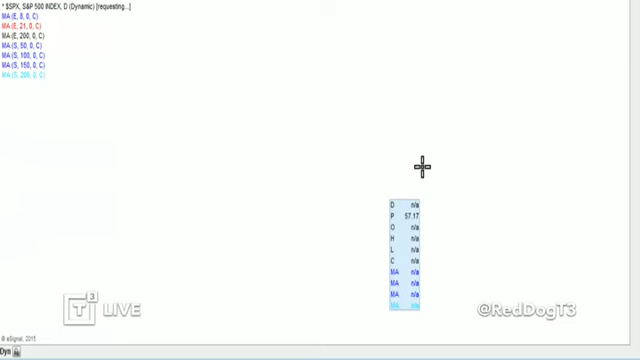 * $SPX, S&P 500 INDEX, D (Dynamic) [requesting...]
MA (E, 8, 0, C)
MA (E, 21, 0, C)
MA (E, 200, 0, C)
MA (S, 50, 0, C)
MA (S, 100, 0, C)
MA (S, 150, 0, C)
MA (S, 200, 0, C)
D n/a
P 57.17
O n/a
H n/a
L n/a
C n/a
MA n/a
MA n/a
MA n/a
MA n/a
T3 LIVE
@RedDogT3
© eSignal, 2015
Dyn